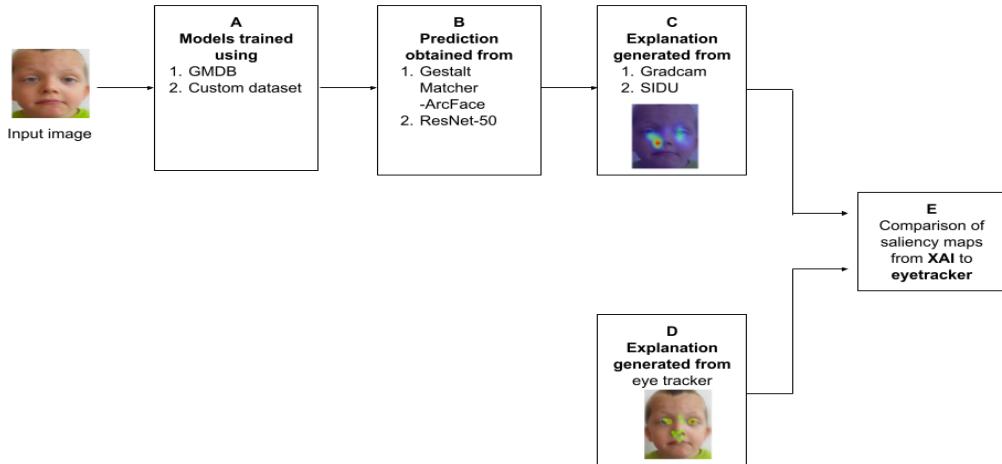 Input image
A
Models trained
using
1. GMDB
2. Custom dataset
B
Prediction
obtained from
1. Gestalt
Matcher
-ArcFace
2. ResNet-50
C
Explanation
generated from
1. Gradcam
2. SIDU
D
Explanation
generated from
eye tracker
E
Comparison of
saliency maps
from XAI to
eyetracker